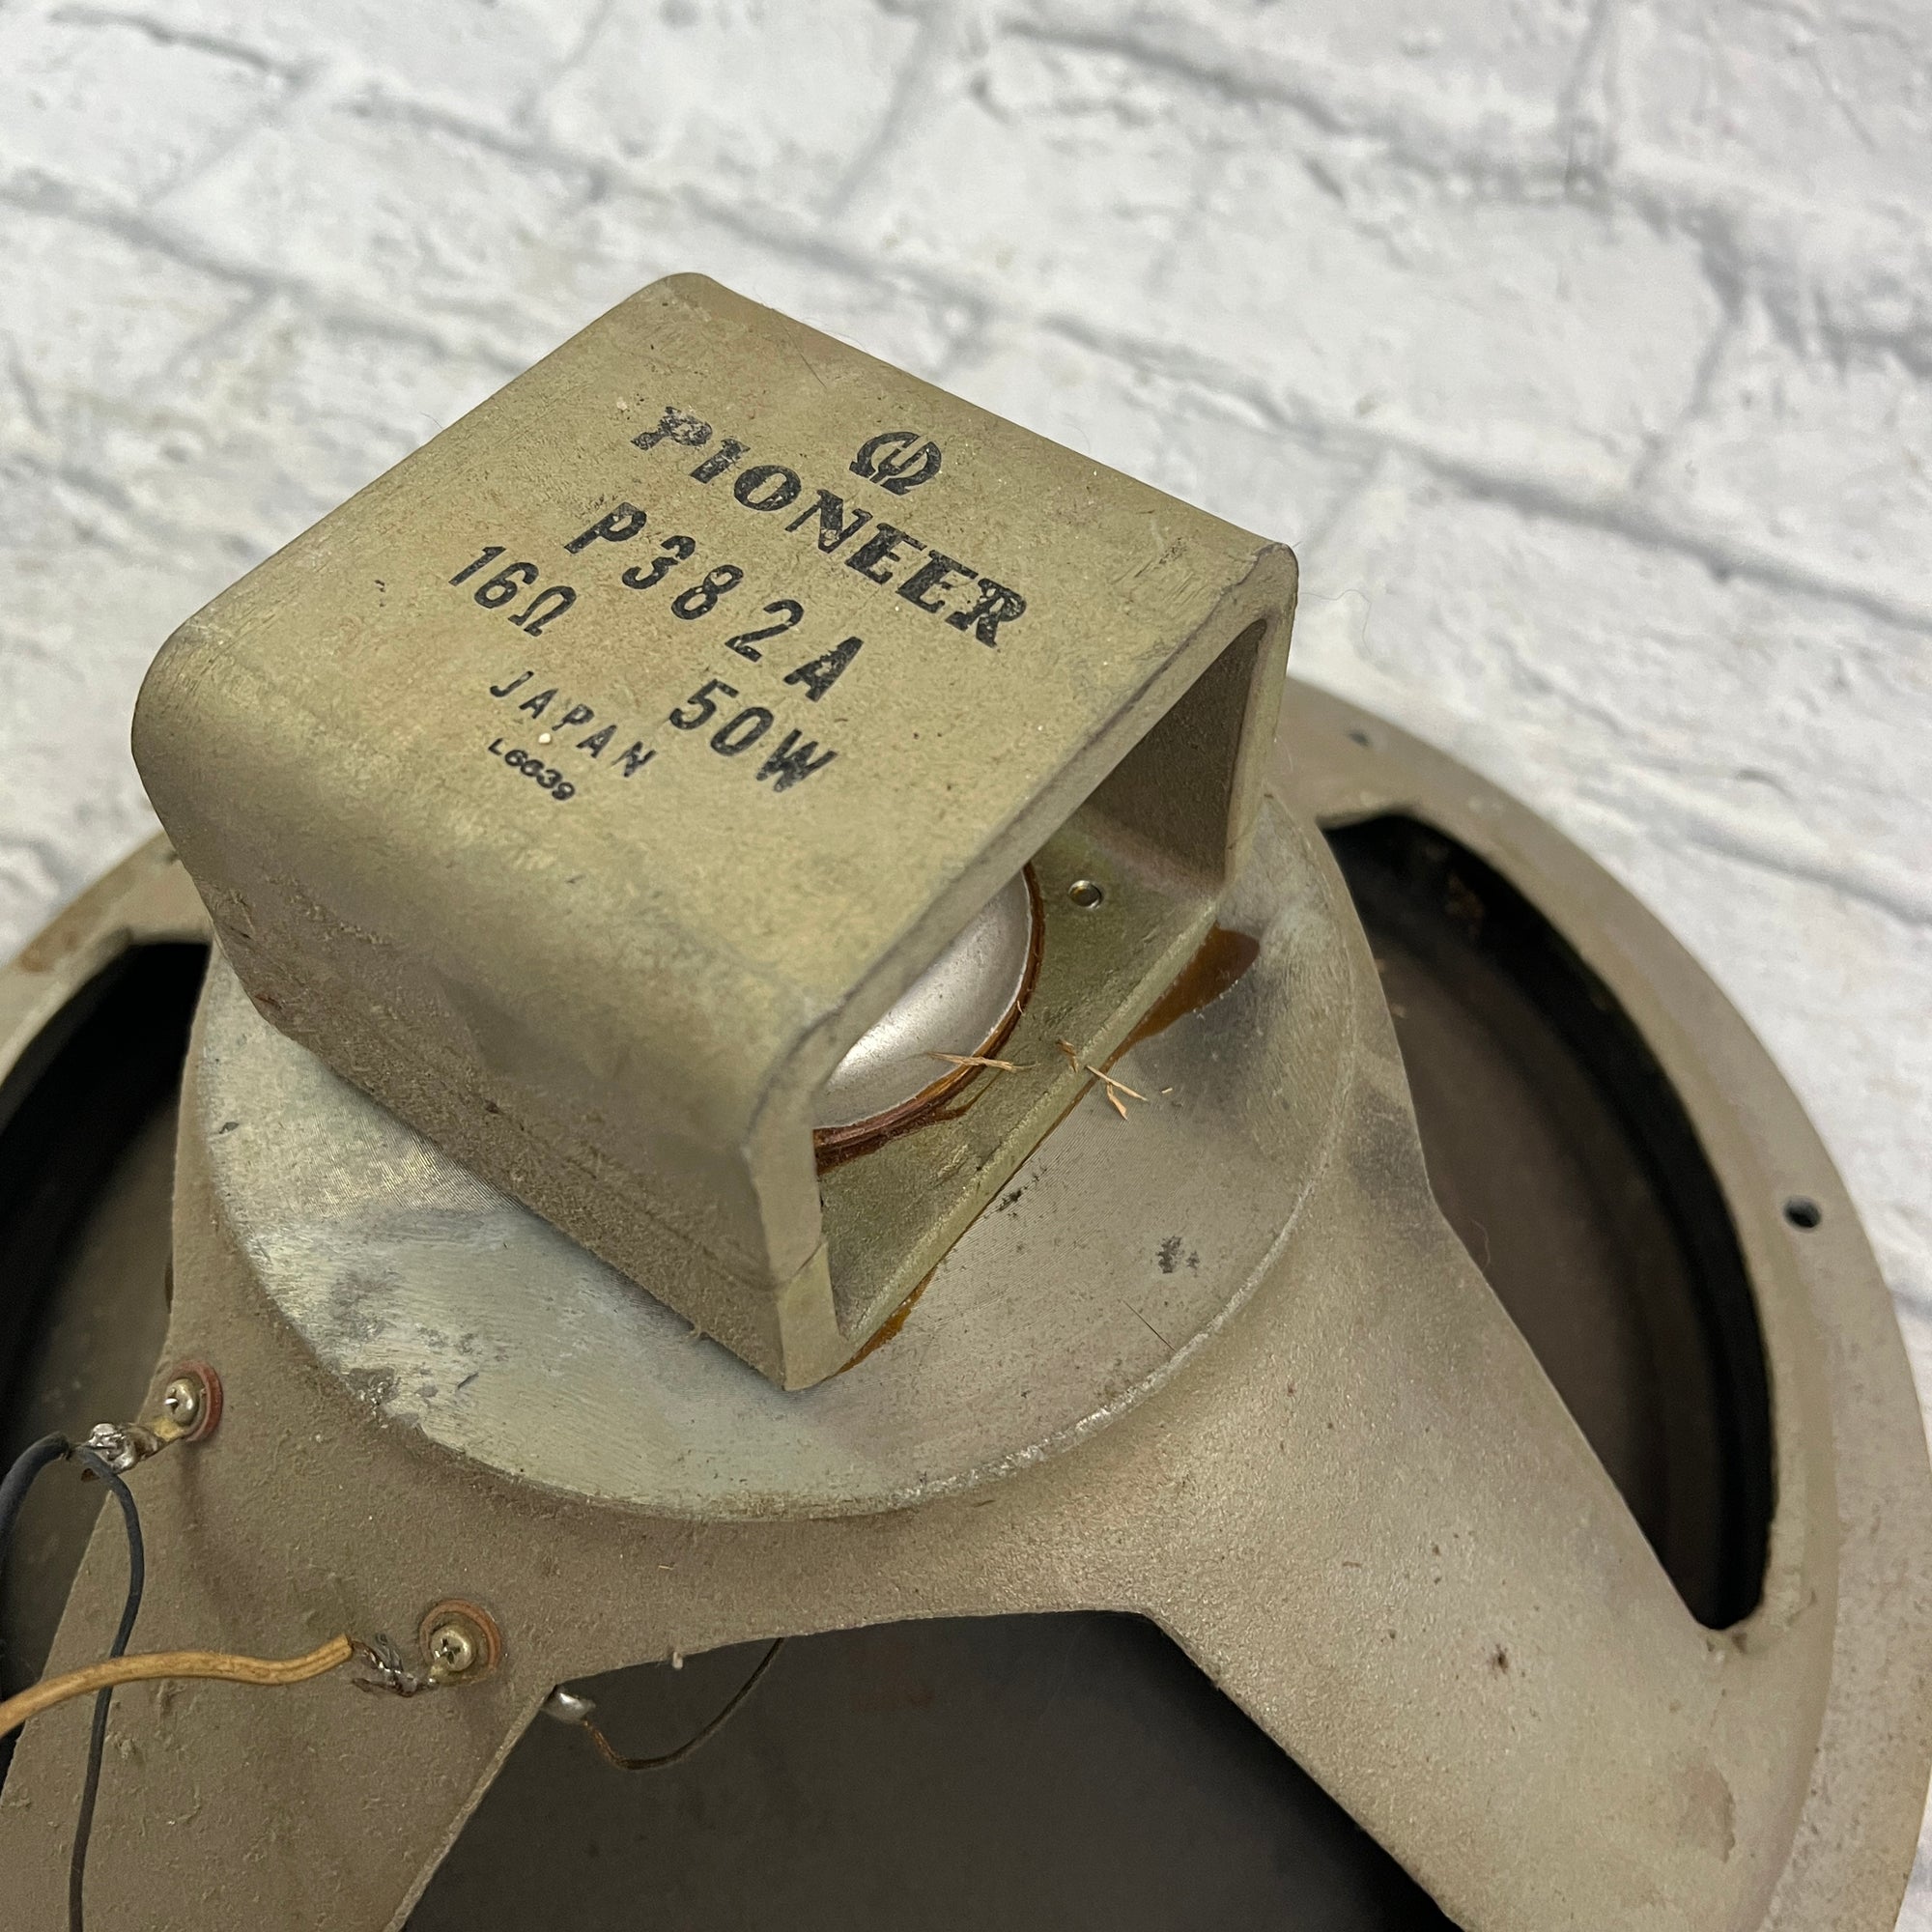 PIONEER
P382A
16Ω 50W
JAPAN
L6639